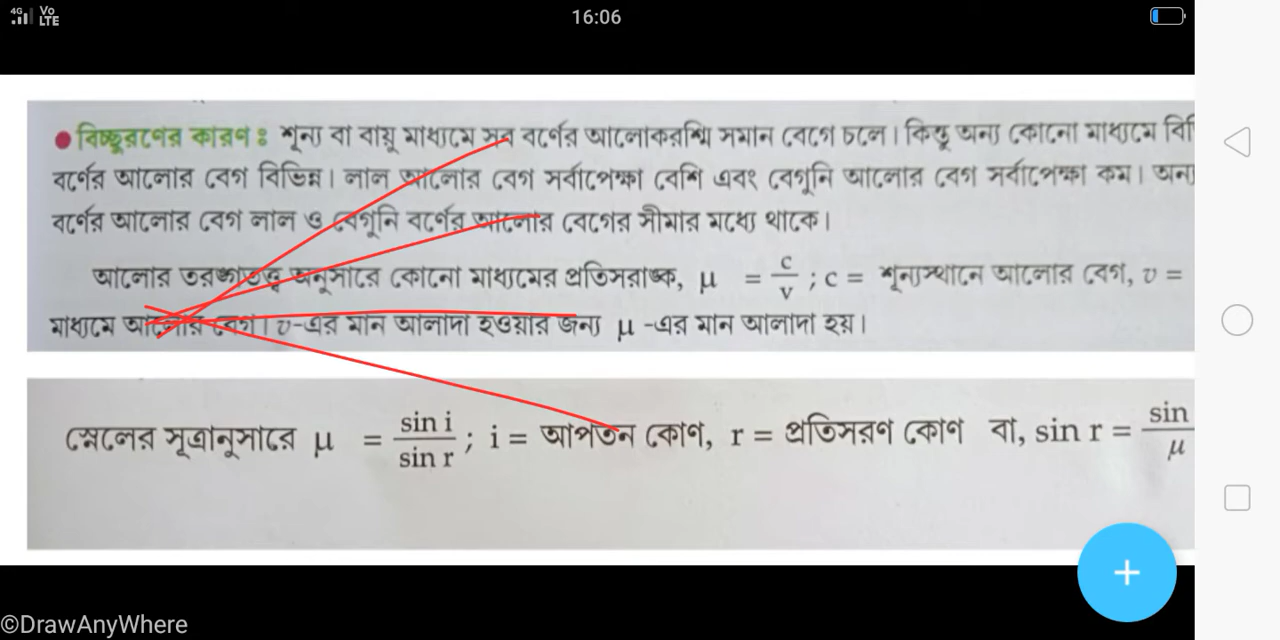 4G Vo LTE 16:06
●বিচ্ছুরণের কারণ : শূন্য বা বায়ু মাধ্যমে সব বর্ণের আলোকরশ্মি সমান বেগে চলে। কিন্তু অন্য কোনো মাধ্যমে বি
বর্ণের আলোর বেগ বিভিন্ন। লাল আলোর বেগ সর্বাপেক্ষা বেশি এবং বেগুনি আলোর বেগ সর্বাপেক্ষা কম। অন্য
বর্ণের আলোর বেগ লাল ও বেগুনি বর্ণের আলোর বেগের সীমার মধ্যে থাকে।
আলোর তরঙ্গতত্ত্ব অনুসারে কোনো মাধ্যমের প্রতিসরাঙ্ক, μ = c/v ; c = শূন্যস্থানে আলোর বেগ, v =
মাধ্যমে আলোর বেগ। v-এর মান আলাদা হওয়ার জন্য μ -এর মান আলাদা হয়।
স্নেলের সূত্রানুসারে μ = sin i/sin r ; i = আপতন কোণ, r = প্রতিসরণ কোণ বা, sin r = sin/μ
+
©DrawAnyWhere